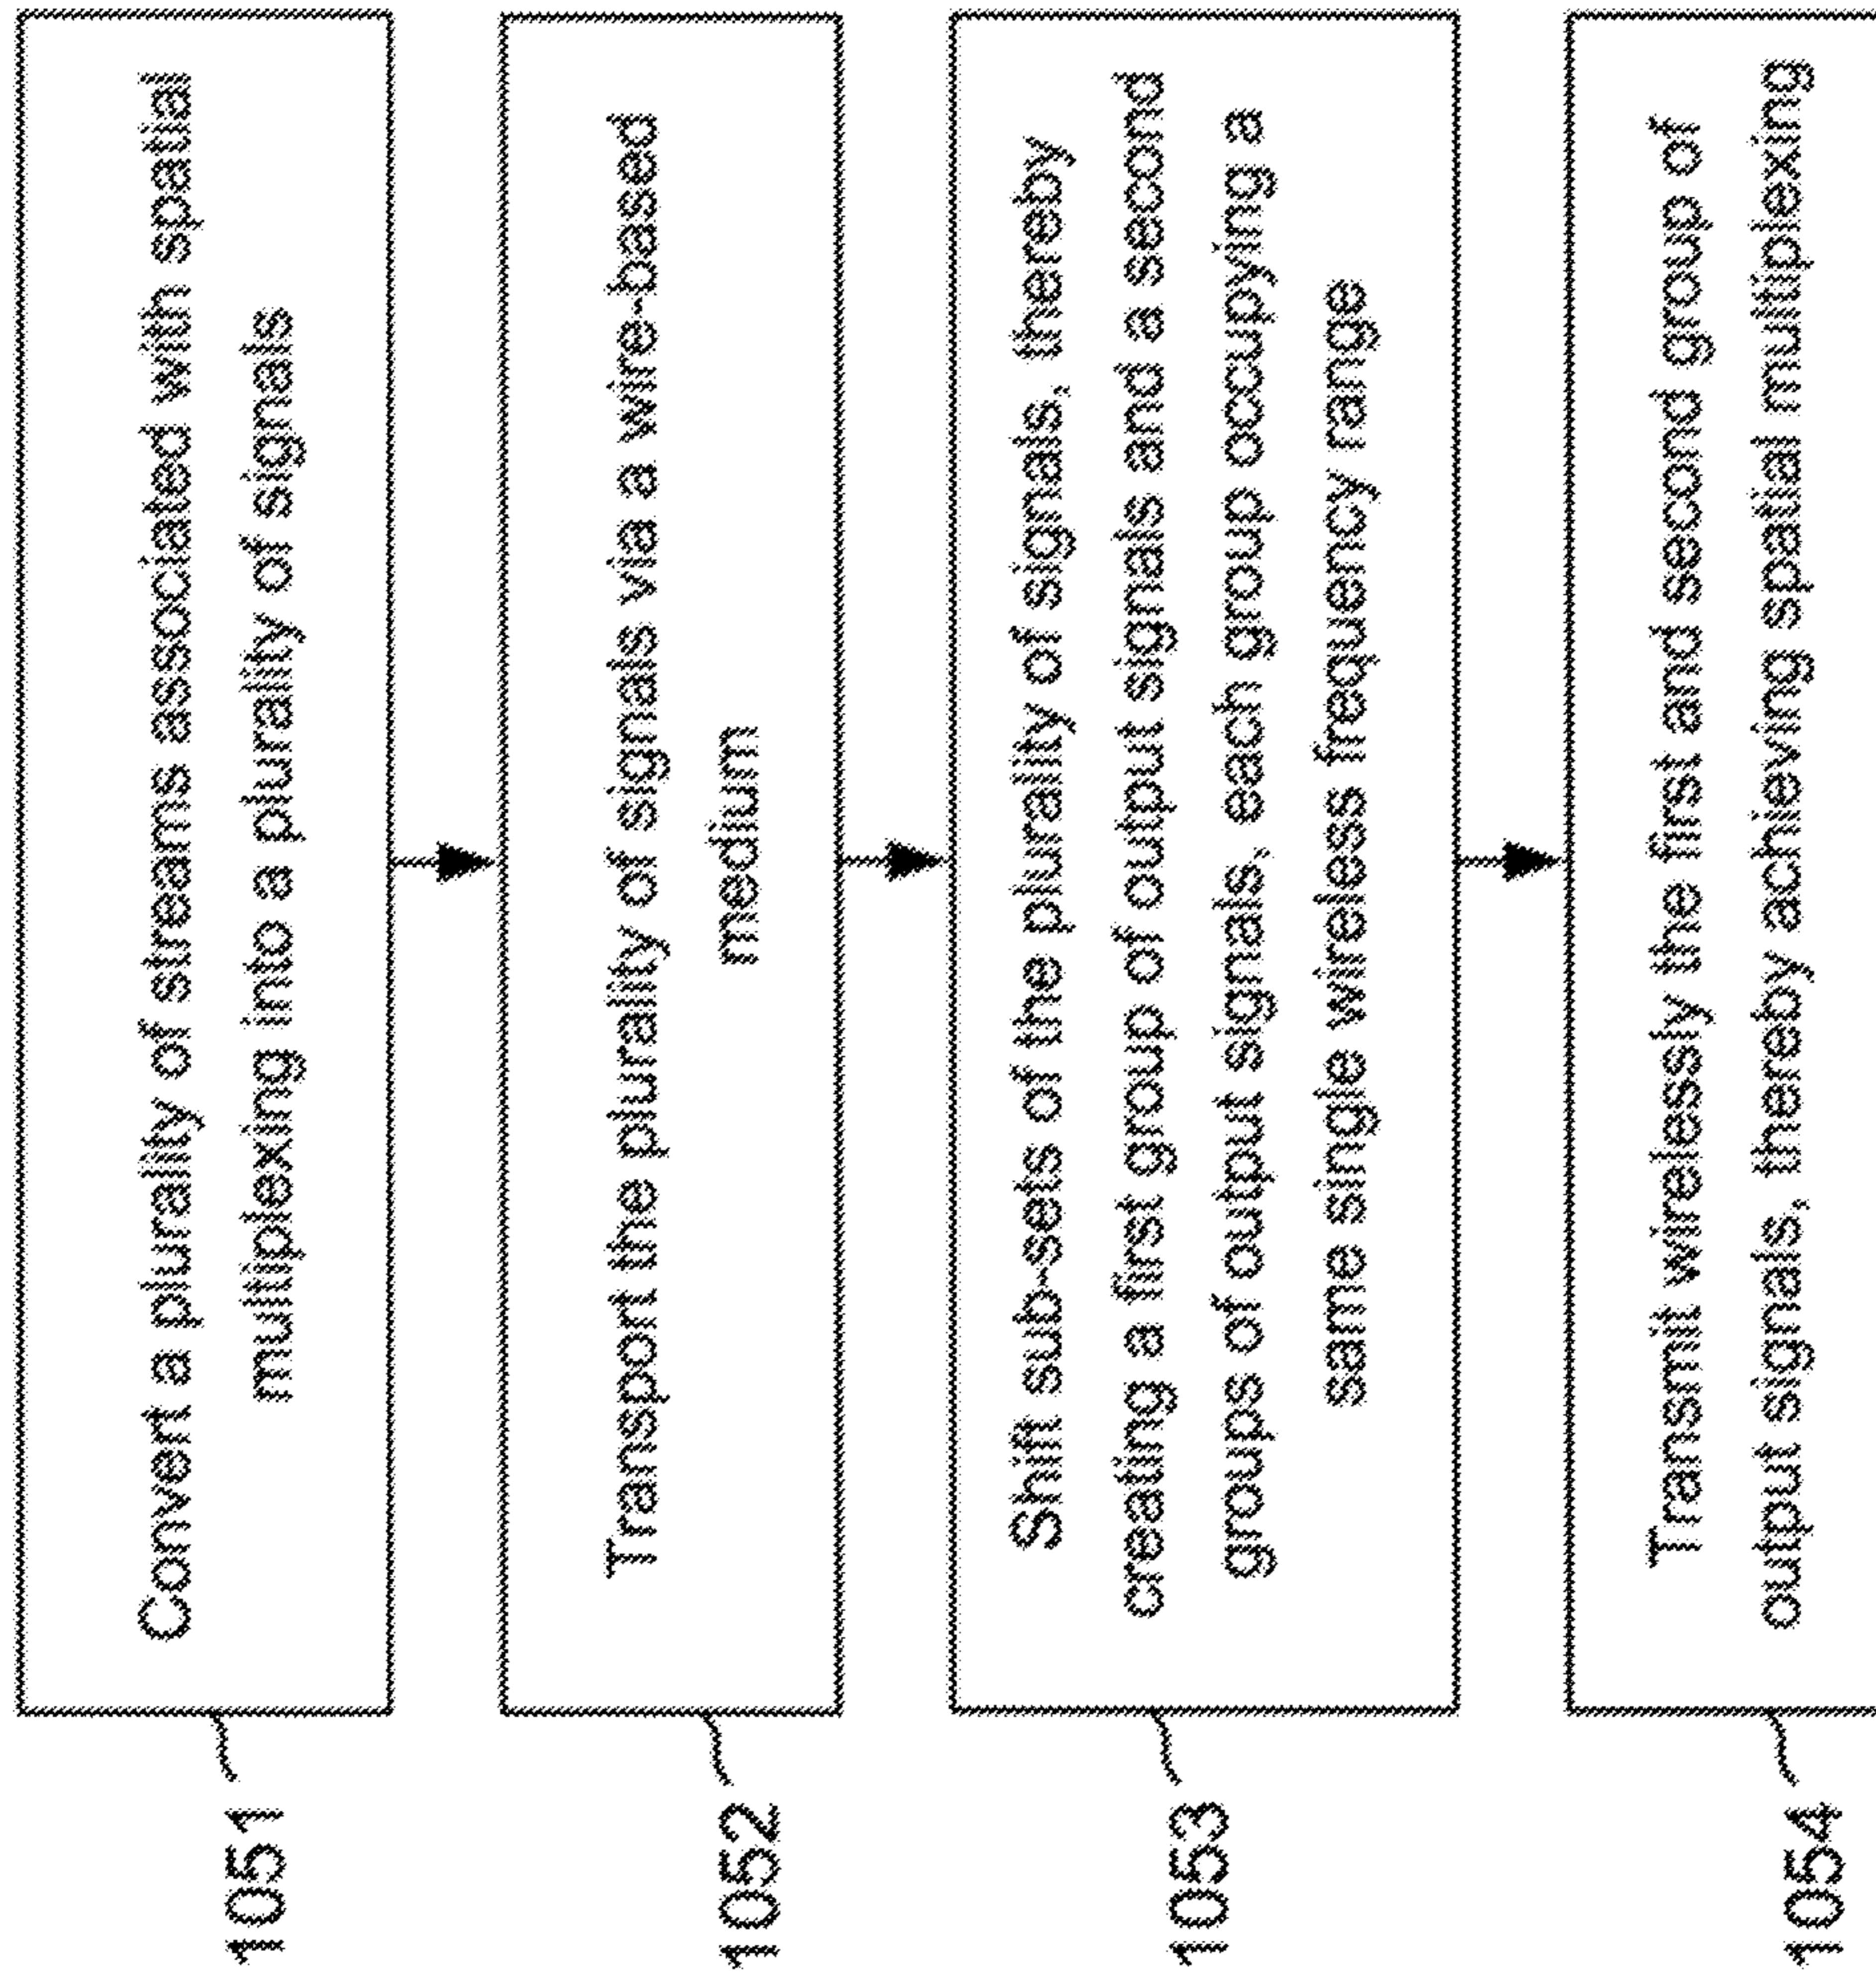 1051
Convert a plurality of streams associated with spatial
multiplexing into a plurality of signals
1052
Transport the plurality of signals via a wire-based
medium
1053
Shift sub-sets of the plurality of signals, thereby
creating a first group of output signals and a second
groups of output signals, each group occupying a
same single wireless frequency range
1054
Transmit wirelessly the first and second group of
output signals, thereby achieving spatial multiplexing